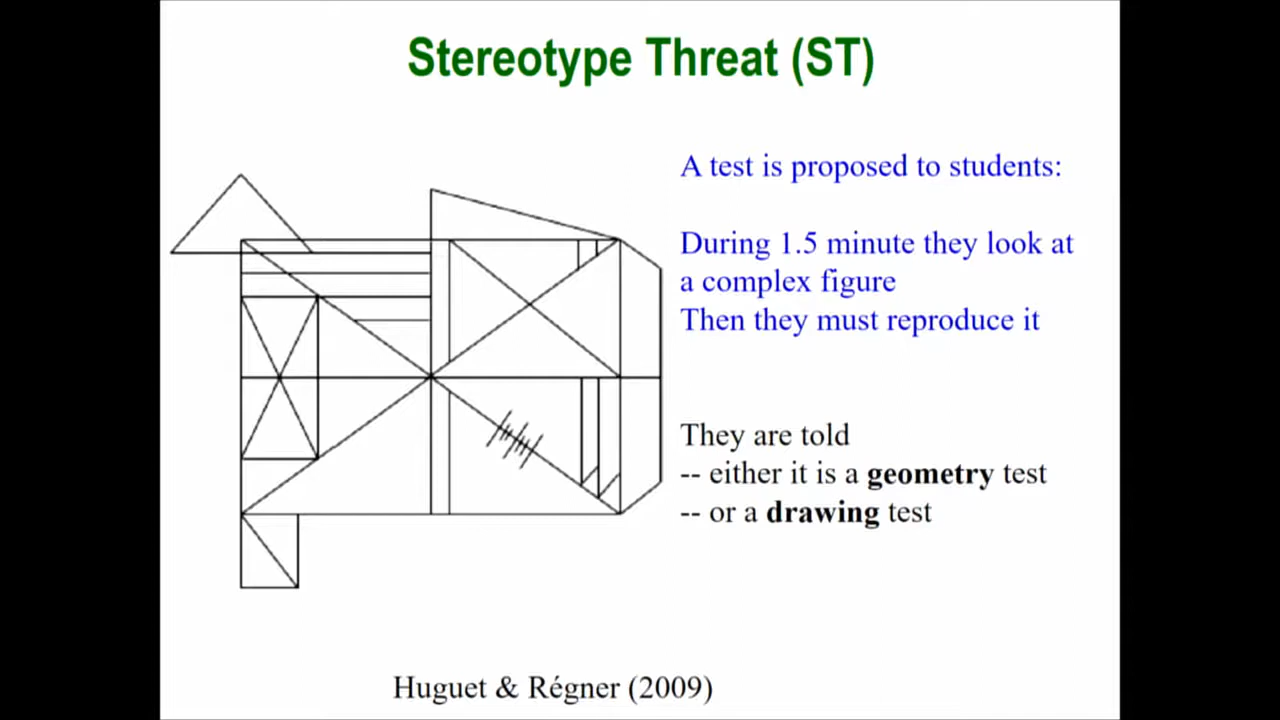 Stereotype Threat (ST)
A test is proposed to students:
During 1.5 minute they look at
a complex figure
Then they must reproduce it
They are told
-- either it is a geometry test
-- or a drawing test
Huguet & Régner (2009)